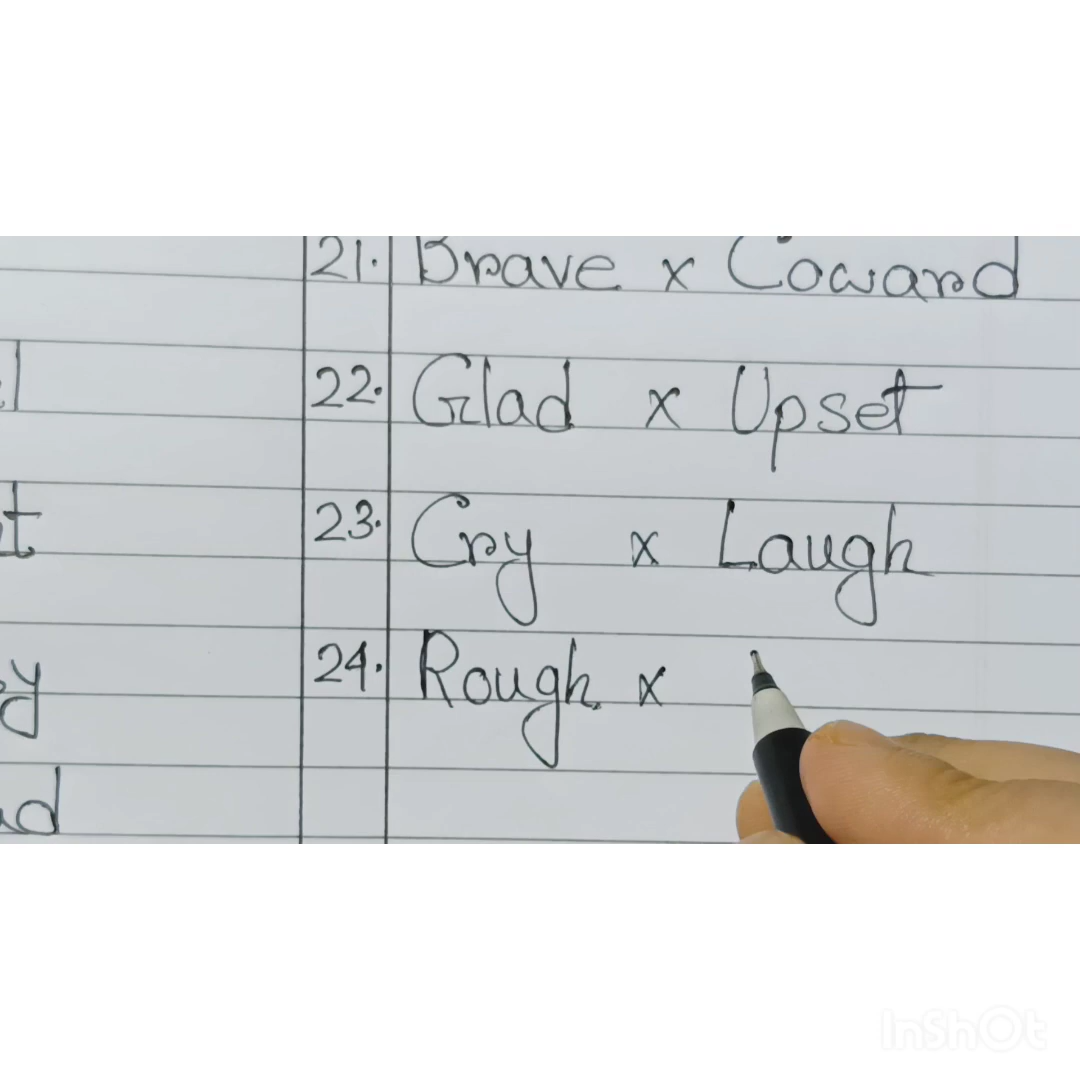 21. Brave x Coward
22. Glad x Upset
23. Cry x Laugh
24. Rough x
InShOt